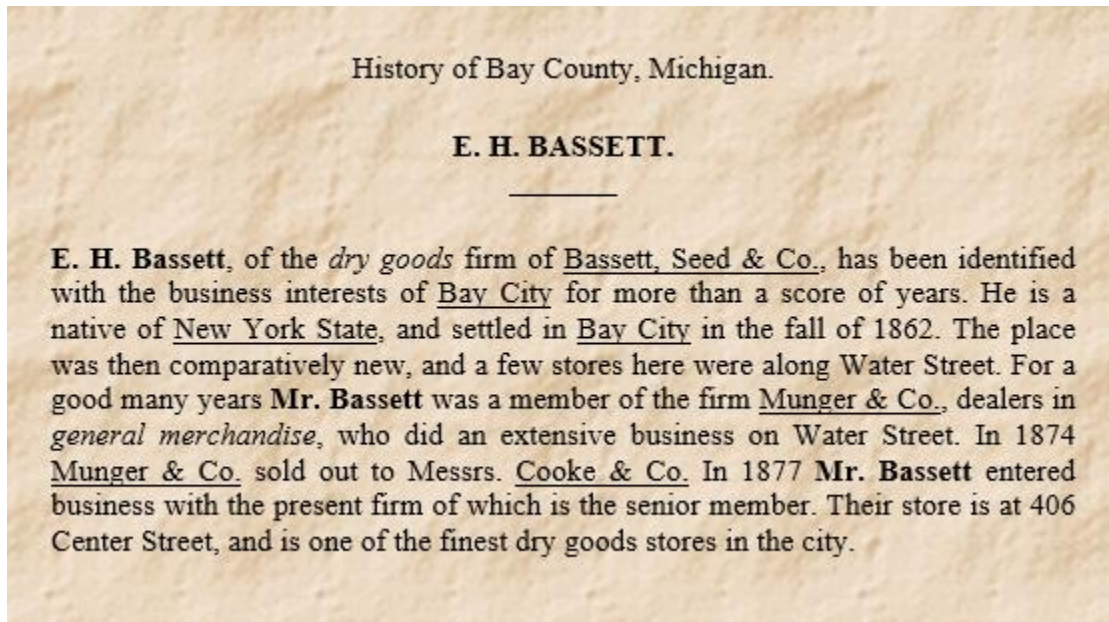 History of Bay County, Michigan.
E. H. BASSETT.
E. H. Bassett, of the dry goods firm of Bassett, Seed & Co., has been identified
with the business interests of Bay City for more than a score of years. He is a
native of New York State, and settled in Bay City in the fall of 1862. The place
was then comparatively new, and a few stores here were along Water Street. For a
good many years Mr. Bassett was a member of the firm Munger & Co., dealers in
general merchandise, who did an extensive business on Water Street. In 1874
Munger & Co. sold out to Messrs. Cooke & Co. In 1877 Mr. Bassett entered
business with the present firm of which is the senior member. Their store is at 406
Center Street, and is one of the finest dry goods stores in the city.